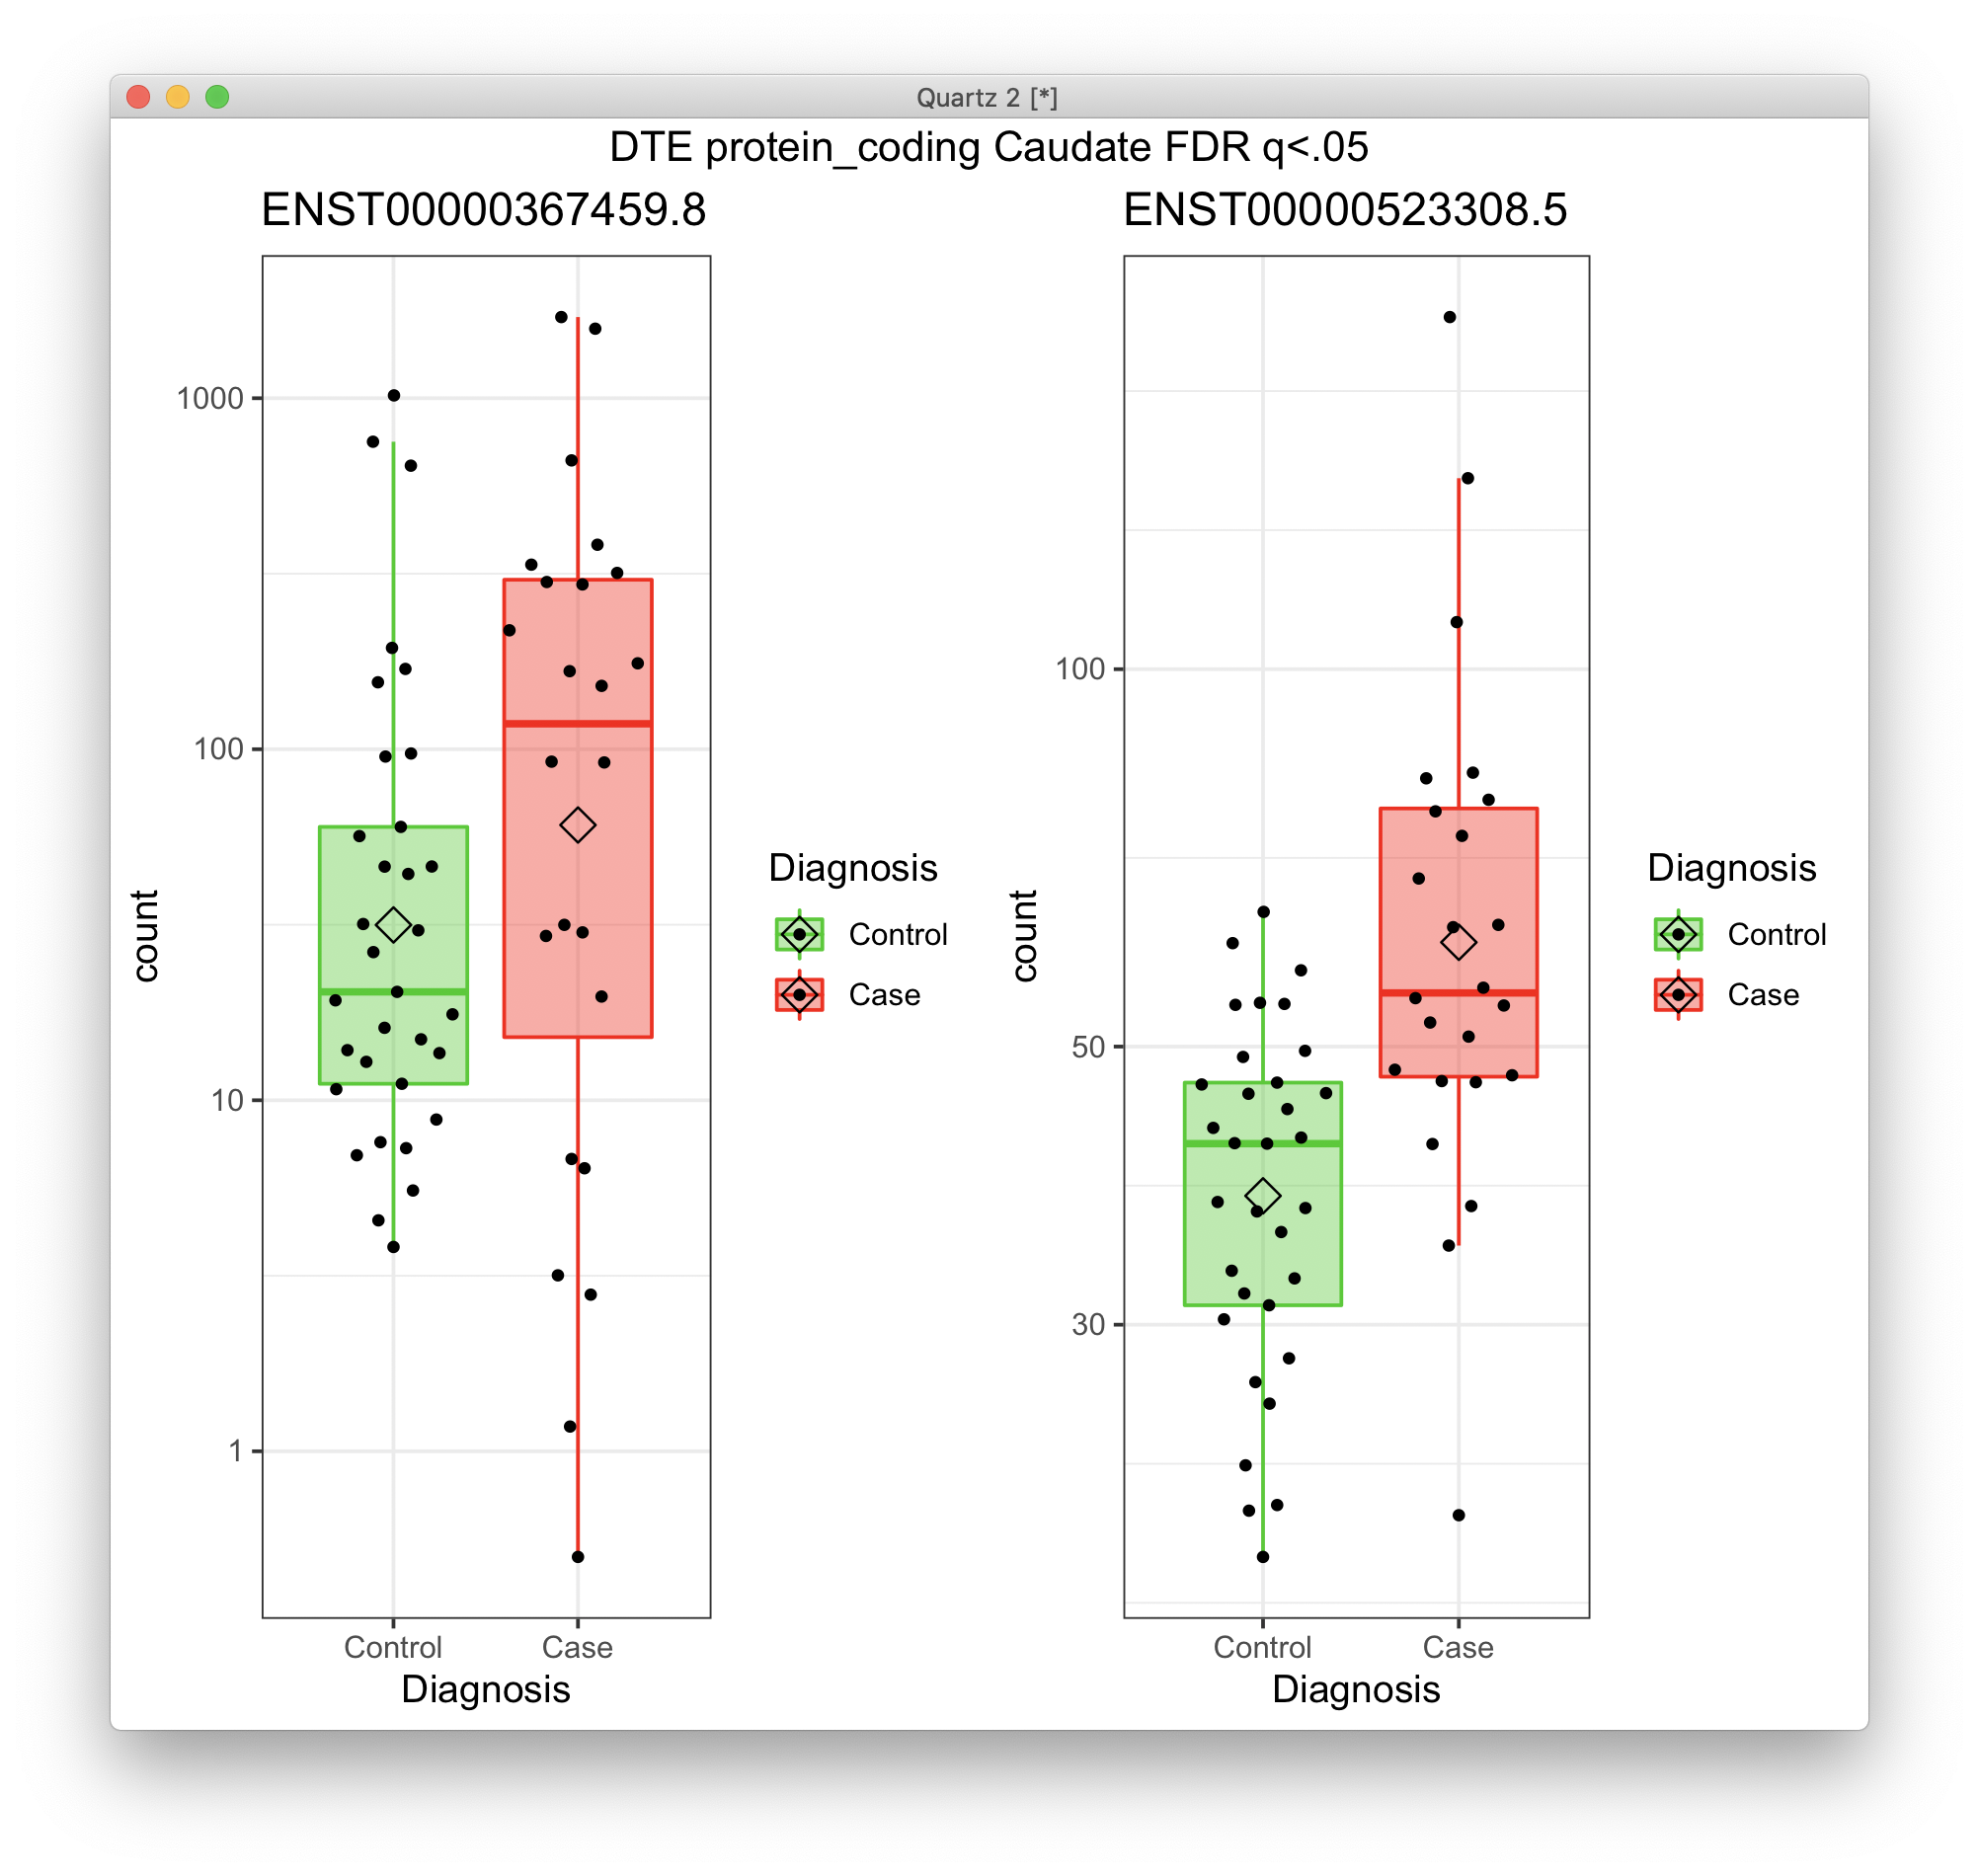 Quartz 2 [*]
DTE protein_coding Caudate FDR q<.05
ENST00000367459.8
1000
100
10
1
count
Control
Case
Diagnosis
Diagnosis
Control
Case
ENST00000523308.5
100
50
30
count
Control
Case
Diagnosis
Diagnosis
Control
Case